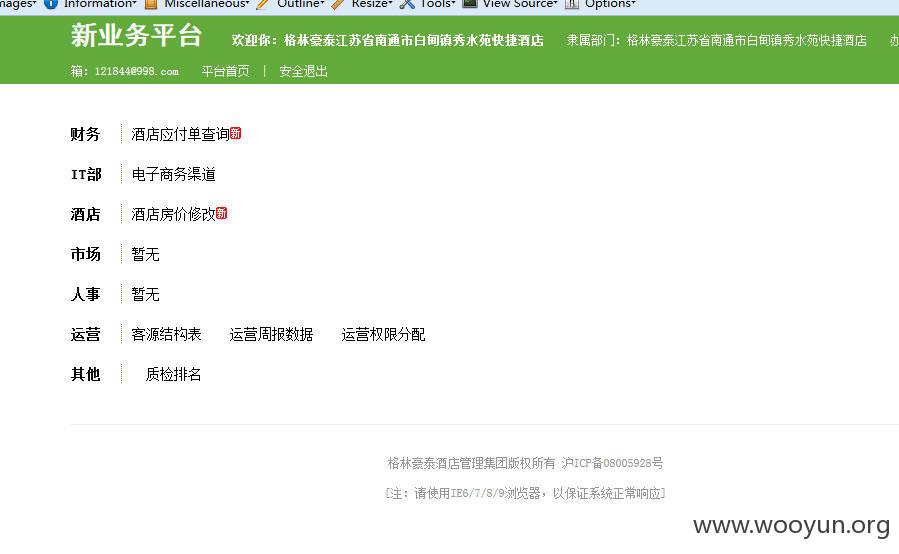 Information▾ Miscellaneous▾ Outline▾ Resize▾ Tools▾ View Source▾ Options▾
新业务平台 欢迎你：格林豪泰江苏省南通市白甸镇秀水苑快捷酒店 隶属部门：格林豪泰江苏省南通市白甸镇秀水苑快捷酒店
箱：121844@998.com 平台首页 | 安全退出
财务 酒店应付单查询新
IT部 电子商务渠道
酒店 酒店房价修改新
市场 暂无
人事 暂无
运营 客源结构表 运营周报数据 运营权限分配
其他 质检排名
格林豪泰酒店管理集团版权所有 沪ICP备08005928号
[注：请使用IE6/7/8/9浏览器，以保证系统正常响应]
www.wooyun.org